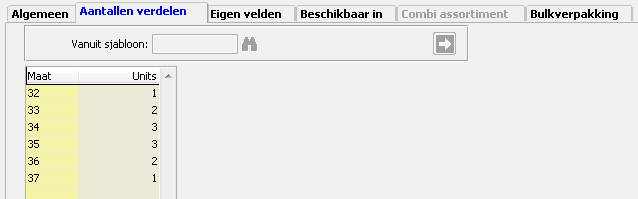 Algemeen Aantallen verdelen Eigen velden Beschikbaar in Combi assortiment Bulkverpakking
Vanuit sjabloon:
Maat Units
32 1
33 2
34 3
35 3
36 2
37 1